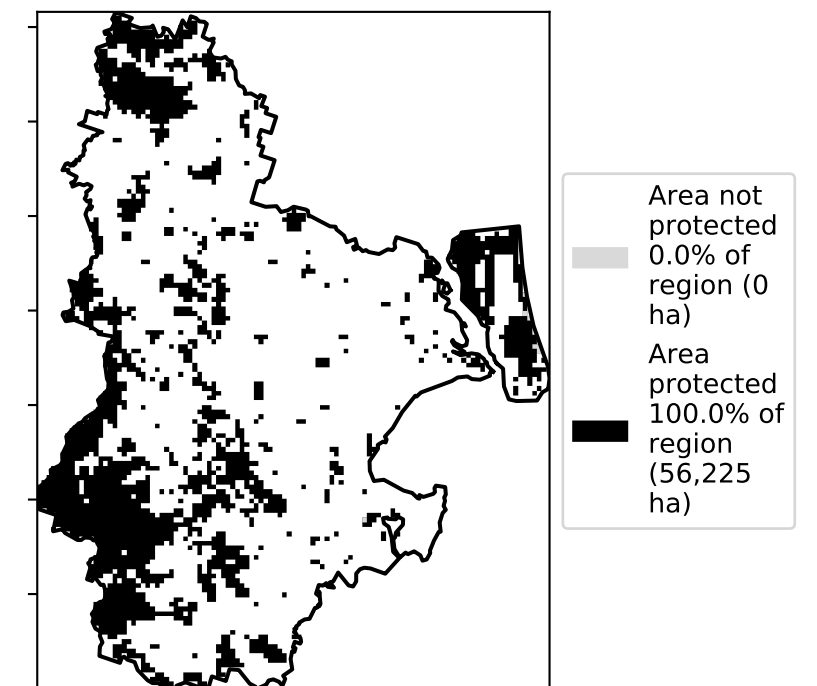 Area not
protected
0.0% of
region (0
ha)
Area
protected
100.0% of
region
(56,225
ha)